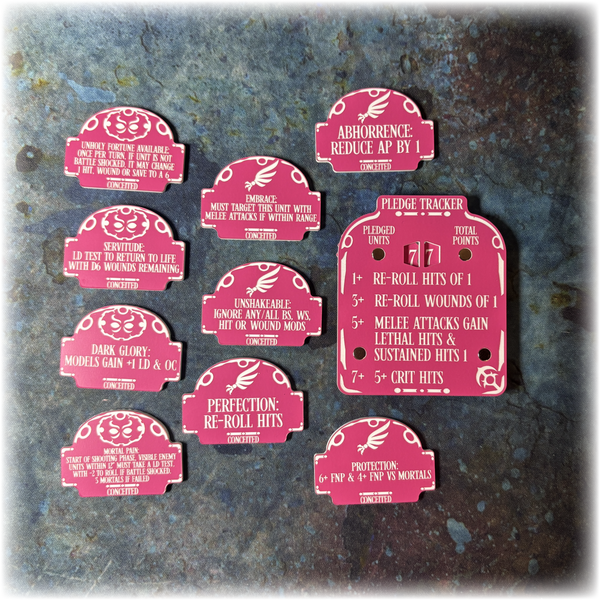 UNHOLY FORTUNE AVAILABLE.
ONCE PER TURN, IF UNIT IS NOT
BATTLE SHOCKED, IT MAY CHANGE
1 HIT, WOUND OR SAVE TO A 6.
CONCEITED
SERVITUDE:
LD TEST TO RETURN TO LIFE
WITH D6 WOUNDS REMAINING
CONCEITED
DARK GLORY:
MODELS GAIN +1 LD & OC
CONCEITED
MORTAL PAIN:
START OF SHOOTING PHASE, VISIBLE ENEMY
UNITS WITHIN 12" MUST TAKE A LD TEST,
WITH -2 TO ROLL IF BATTLE SHOCKED.
3 MORTALS IF FAILED
CONCEITED
EMBRACE:
MUST TARGET THIS UNIT WITH
MELEE ATTACKS IF WITHIN RANGE
CONCEITED
UNSHAKEABLE:
IGNORE ANY/ALL BS, WS,
HIT OR WOUND MODS
CONCEITED
PERFECTION:
RE-ROLL HITS
CONCEITED
ABHORRENCE:
REDUCE AP BY 1
CONCEITED
PLEDGE TRACKER
PLEDGED UNITS
TOTAL POINTS
7 7
1+ RE-ROLL HITS OF 1
3+ RE-ROLL WOUNDS OF 1
5+ MELEE ATTACKS GAIN
LETHAL HITS &
SUSTAINED HITS 1
7+ 5+ CRIT HITS
PROTECTION:
6+ FNP & 4+ FNP VS MORTALS
CONCEITED